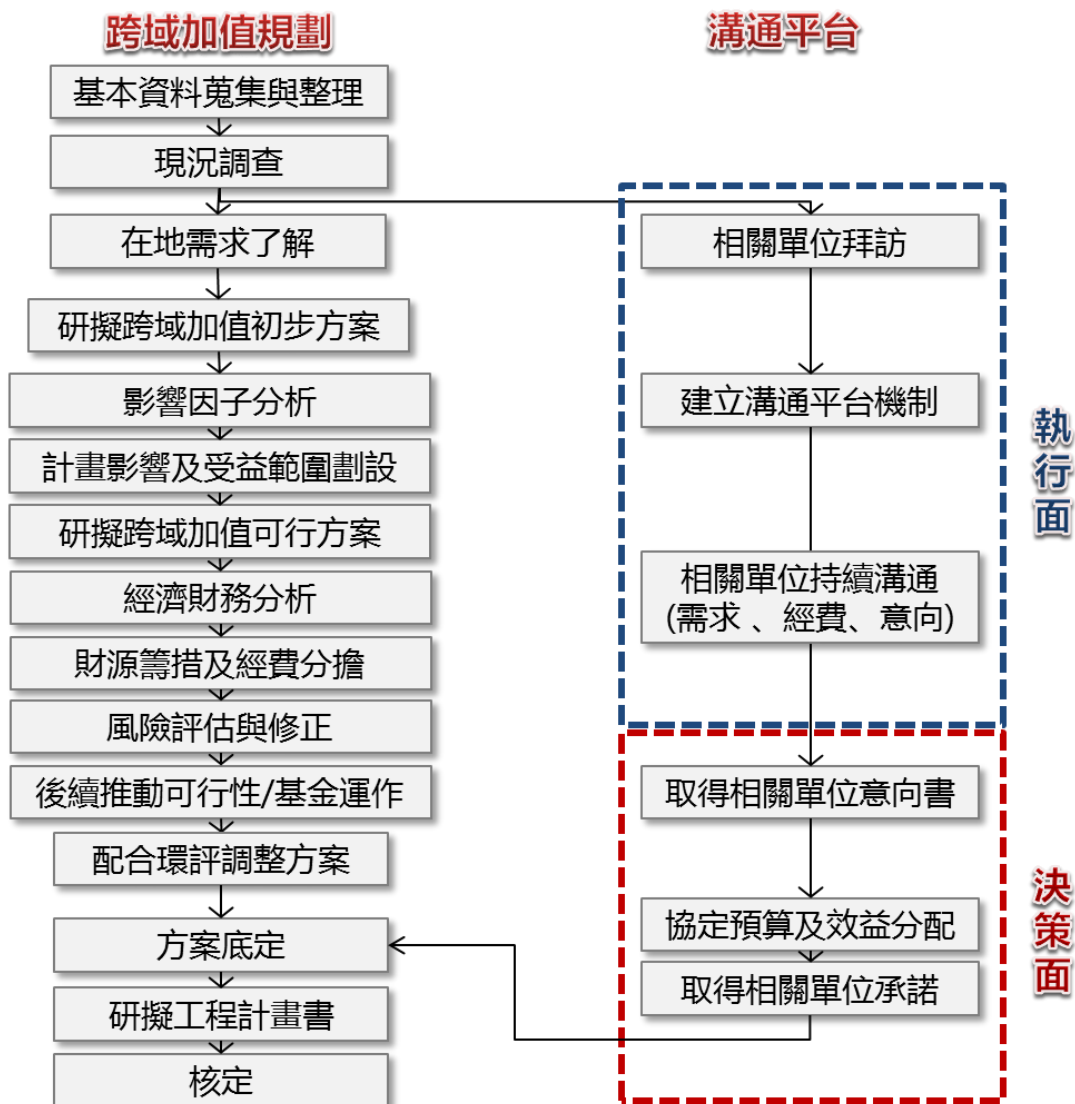 跨域加值規劃
基本資料蒐集與整理
現況調查
在地需求了解
研擬跨域加值初步方案
影響因子分析
計畫影響及受益範圍劃設
研擬跨域加值可行方案
經濟財務分析
財源籌措及經費分擔
風險評估與修正
後續推動可行性/基金運作
配合環評調整方案
方案底定
研擬工程計畫書
核定
溝通平台
相關單位拜訪
建立溝通平台機制
相關單位持續溝通
(需求 、經費、意向)
取得相關單位意向書
協定預算及效益分配
取得相關單位承諾
執行面
決策面